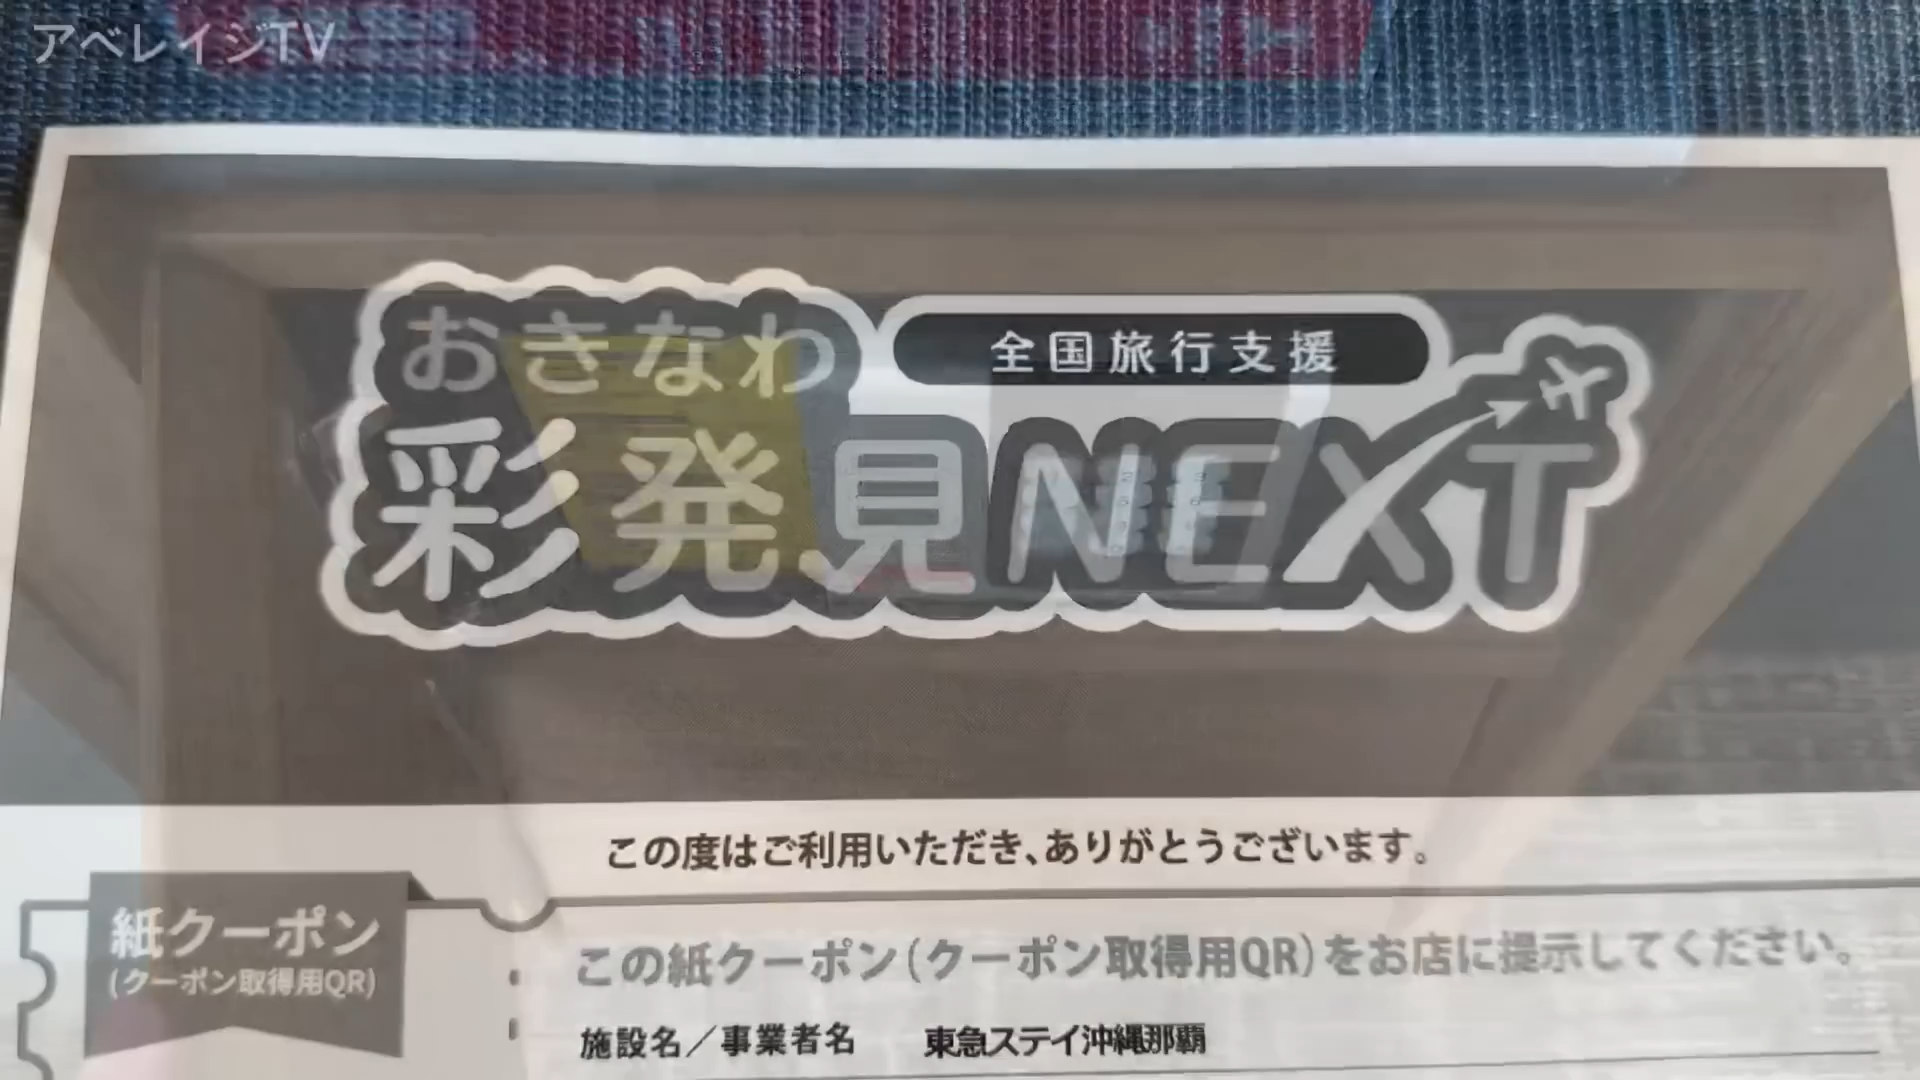 アベレイジTV
おきなわ
全国旅行支援
彩発見NEXT
この度はご利用いただき、ありがとうございます。
紙クーポン
(クーポン取得用QR)
この紙クーポン(クーポン取得用QR)をお店に提示してください。
施設名／事業者名 東急ステイ沖縄那覇